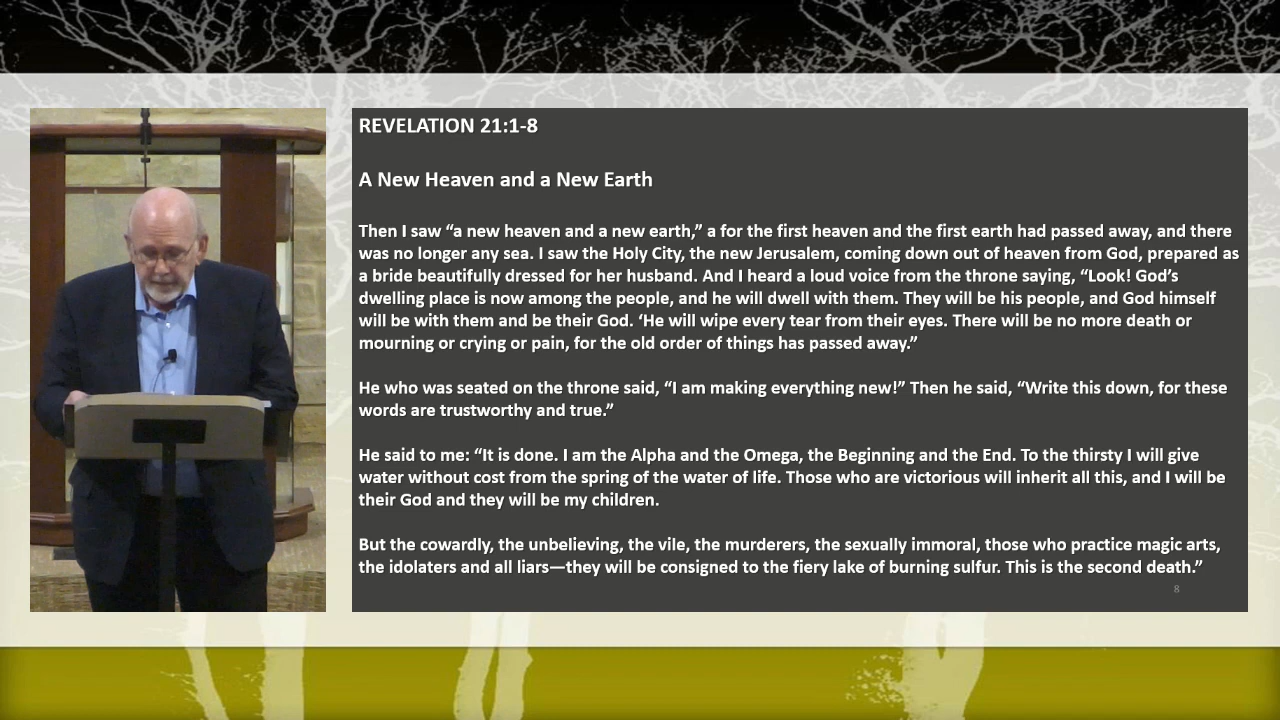 REVELATION 21:1-8
A New Heaven and a New Earth
Then I saw “a new heaven and a new earth,” a for the first heaven and the first earth had passed away, and there
was no longer any sea. I saw the Holy City, the new Jerusalem, coming down out of heaven from God, prepared as
a bride beautifully dressed for her husband. And I heard a loud voice from the throne saying, “Look! God’s
dwelling place is now among the people, and he will dwell with them. They will be his people, and God himself
will be with them and be their God. ‘He will wipe every tear from their eyes. There will be no more death or
mourning or crying or pain, for the old order of things has passed away.”
He who was seated on the throne said, “I am making everything new!” Then he said, “Write this down, for these
words are trustworthy and true.”
He said to me: “It is done. I am the Alpha and the Omega, the Beginning and the End. To the thirsty I will give
water without cost from the spring of the water of life. Those who are victorious will inherit all this, and I will be
their God and they will be my children.
But the cowardly, the unbelieving, the vile, the murderers, the sexually immoral, those who practice magic arts,
the idolaters and all liars—they will be consigned to the fiery lake of burning sulfur. This is the second death.”
8